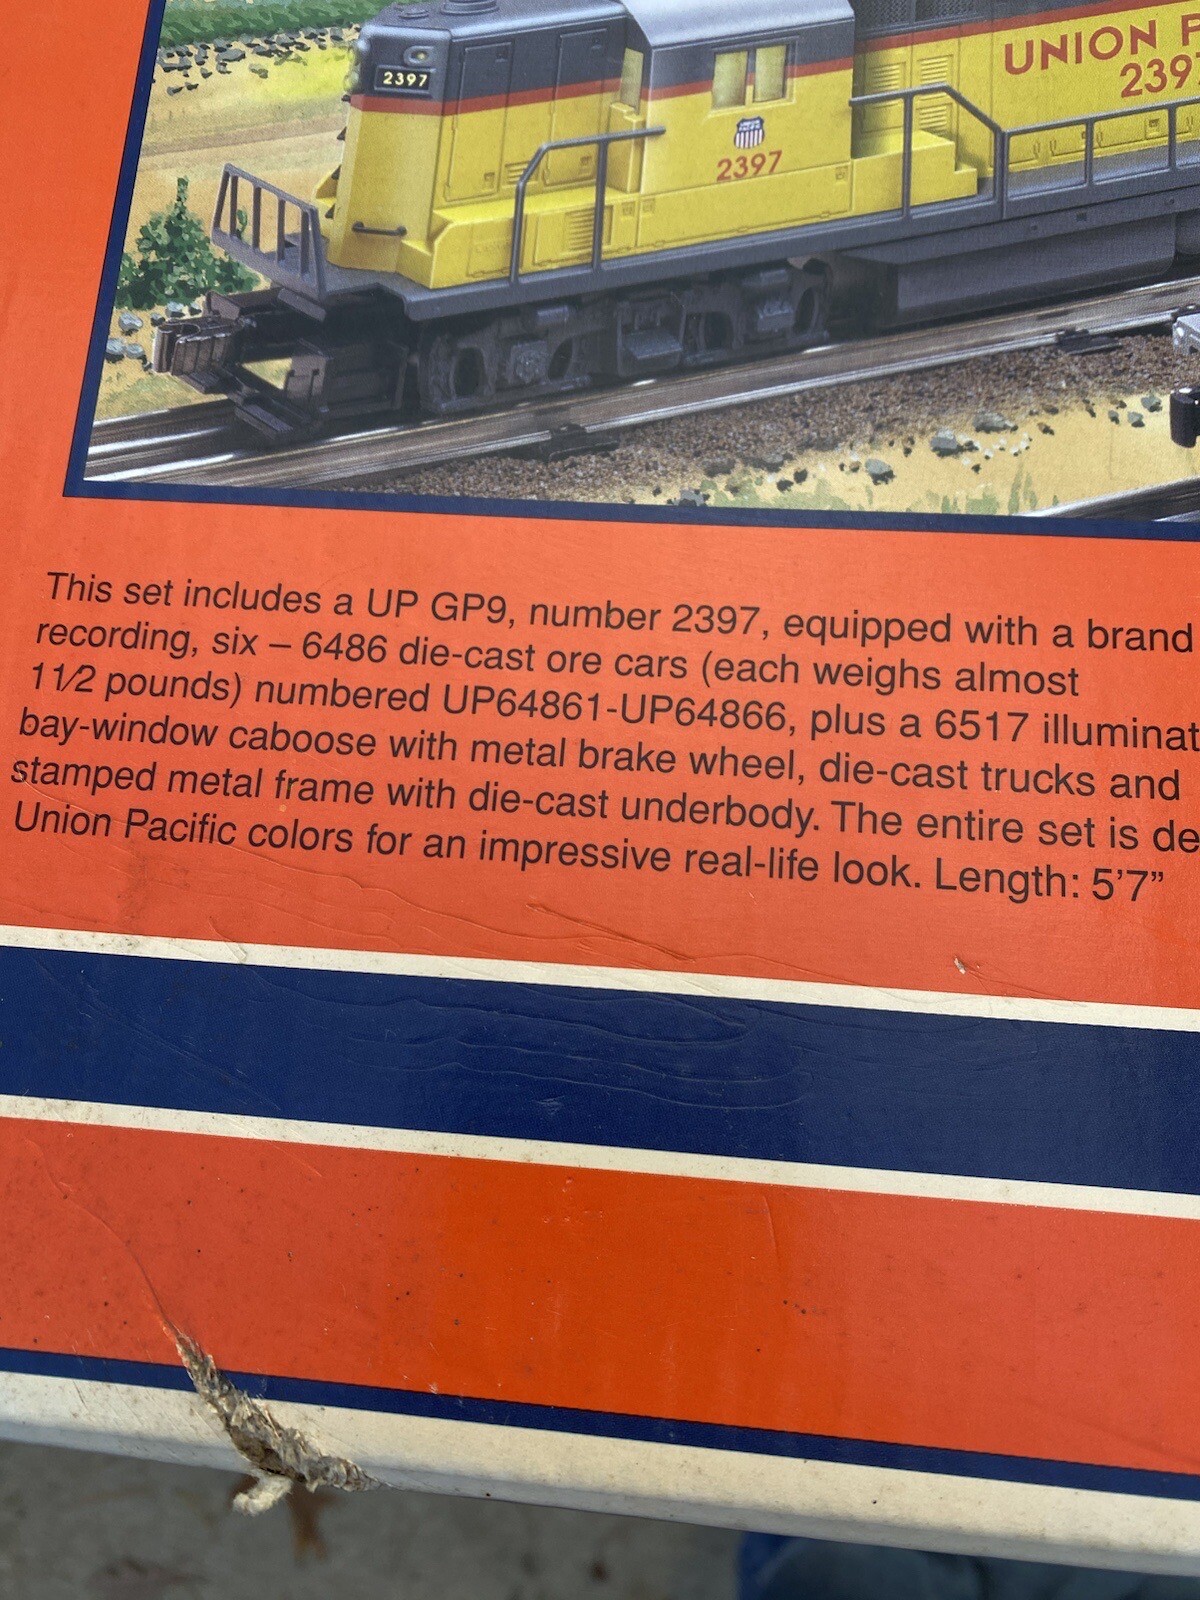 2397
UNION
239
2397
This set includes a UP GP9, number 2397, equipped with a brand
recording, six – 6486 die-cast ore cars (each weighs almost
11/2 pounds) numbered UP64861-UP64866, plus a 6517 illuminat
bay-window caboose with metal brake wheel, die-cast trucks and
stamped metal frame with die-cast underbody. The entire set is de
Union Pacific colors for an impressive real-life look. Length: 5'7"